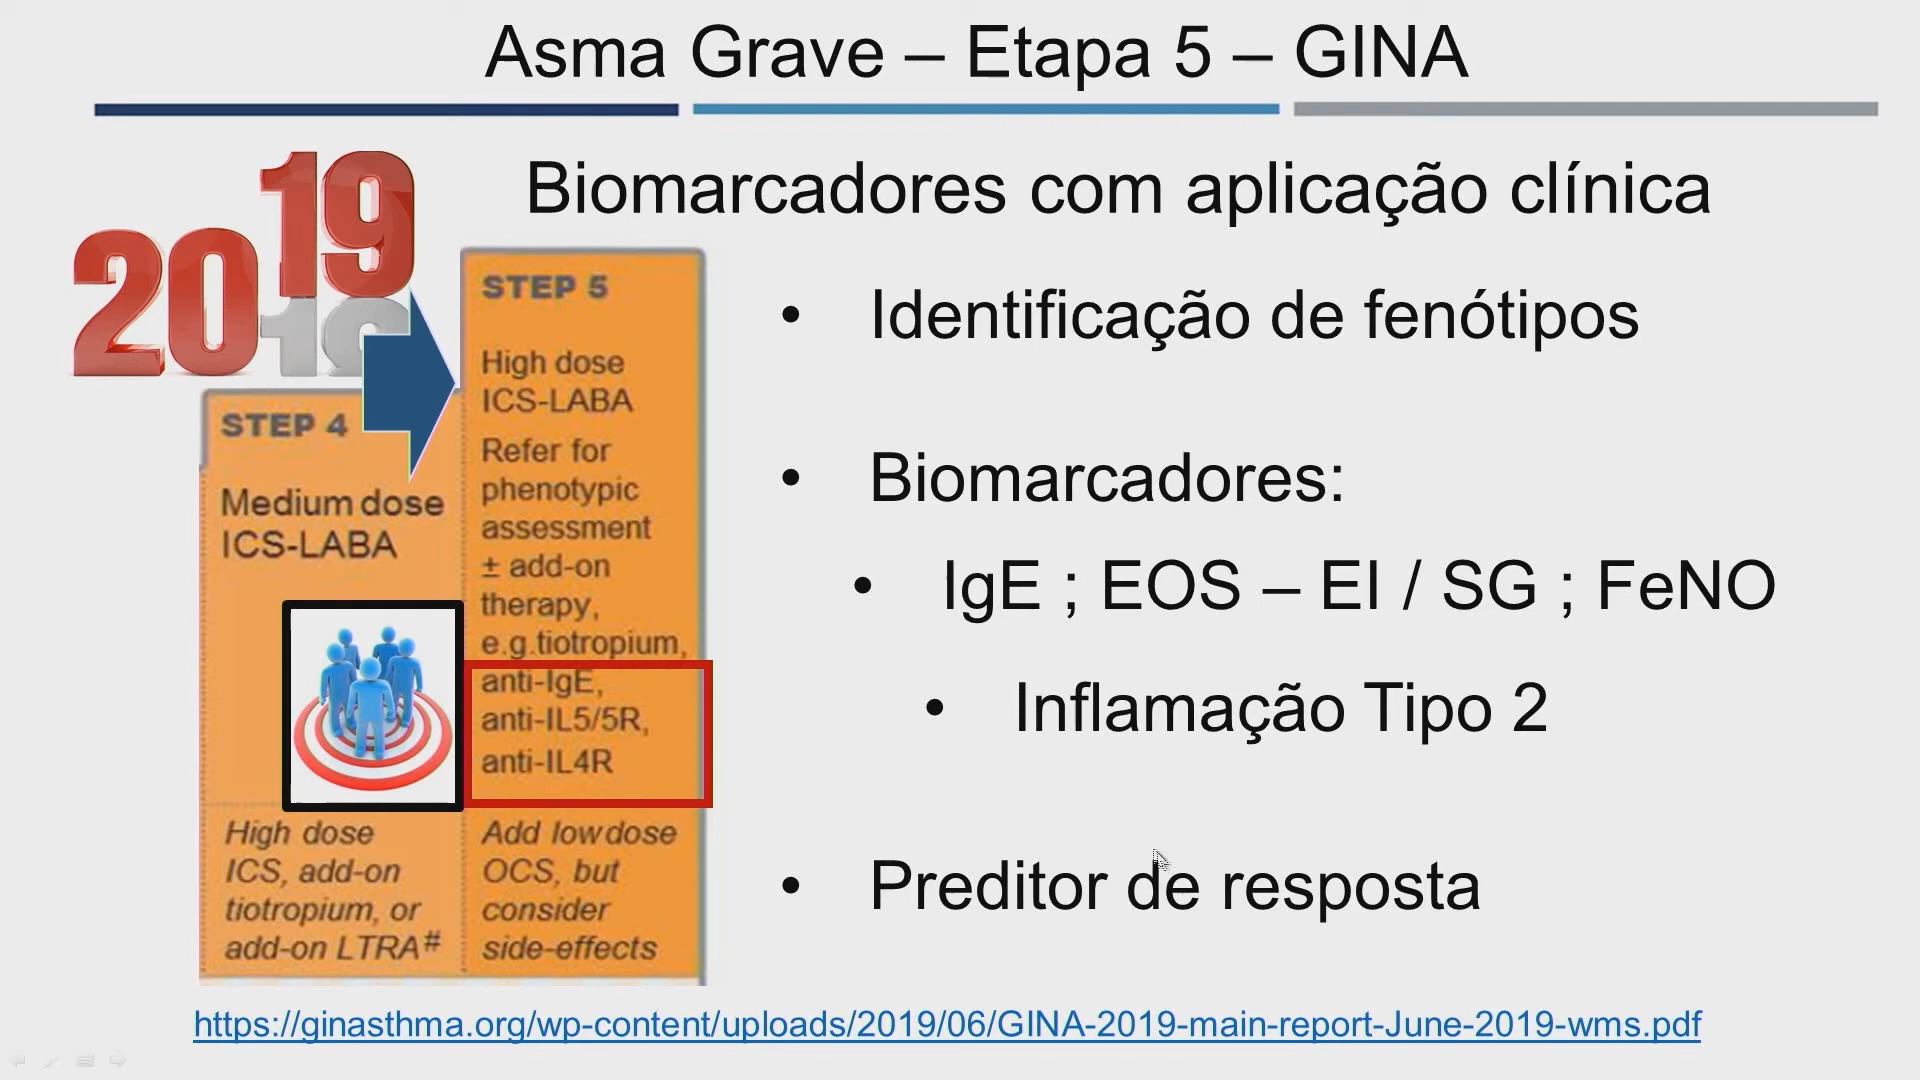 Asma Grave – Etapa 5 – GINA
2019
18
Biomarcadores com aplicação clínica
STEP 4
Medium dose
ICS-LABA
High dose
ICS, add-on
tiotropium, or
add-on LTRA#
STEP 5
High dose
ICS-LABA
Refer for
phenotypic
assessment
± add-on
therapy,
e.g.tiotropium,
anti-IgE,
anti-IL5/5R,
anti-IL4R
Add low dose
OCS, but
consider
side-effects
• Identificação de fenótipos
• Biomarcadores:
• IgE ; EOS – EI / SG ; FeNO
• Inflamação Tipo 2
• Preditor de resposta
https://ginasthma.org/wp-content/uploads/2019/06/GINA-2019-main-report-June-2019-wms.pdf